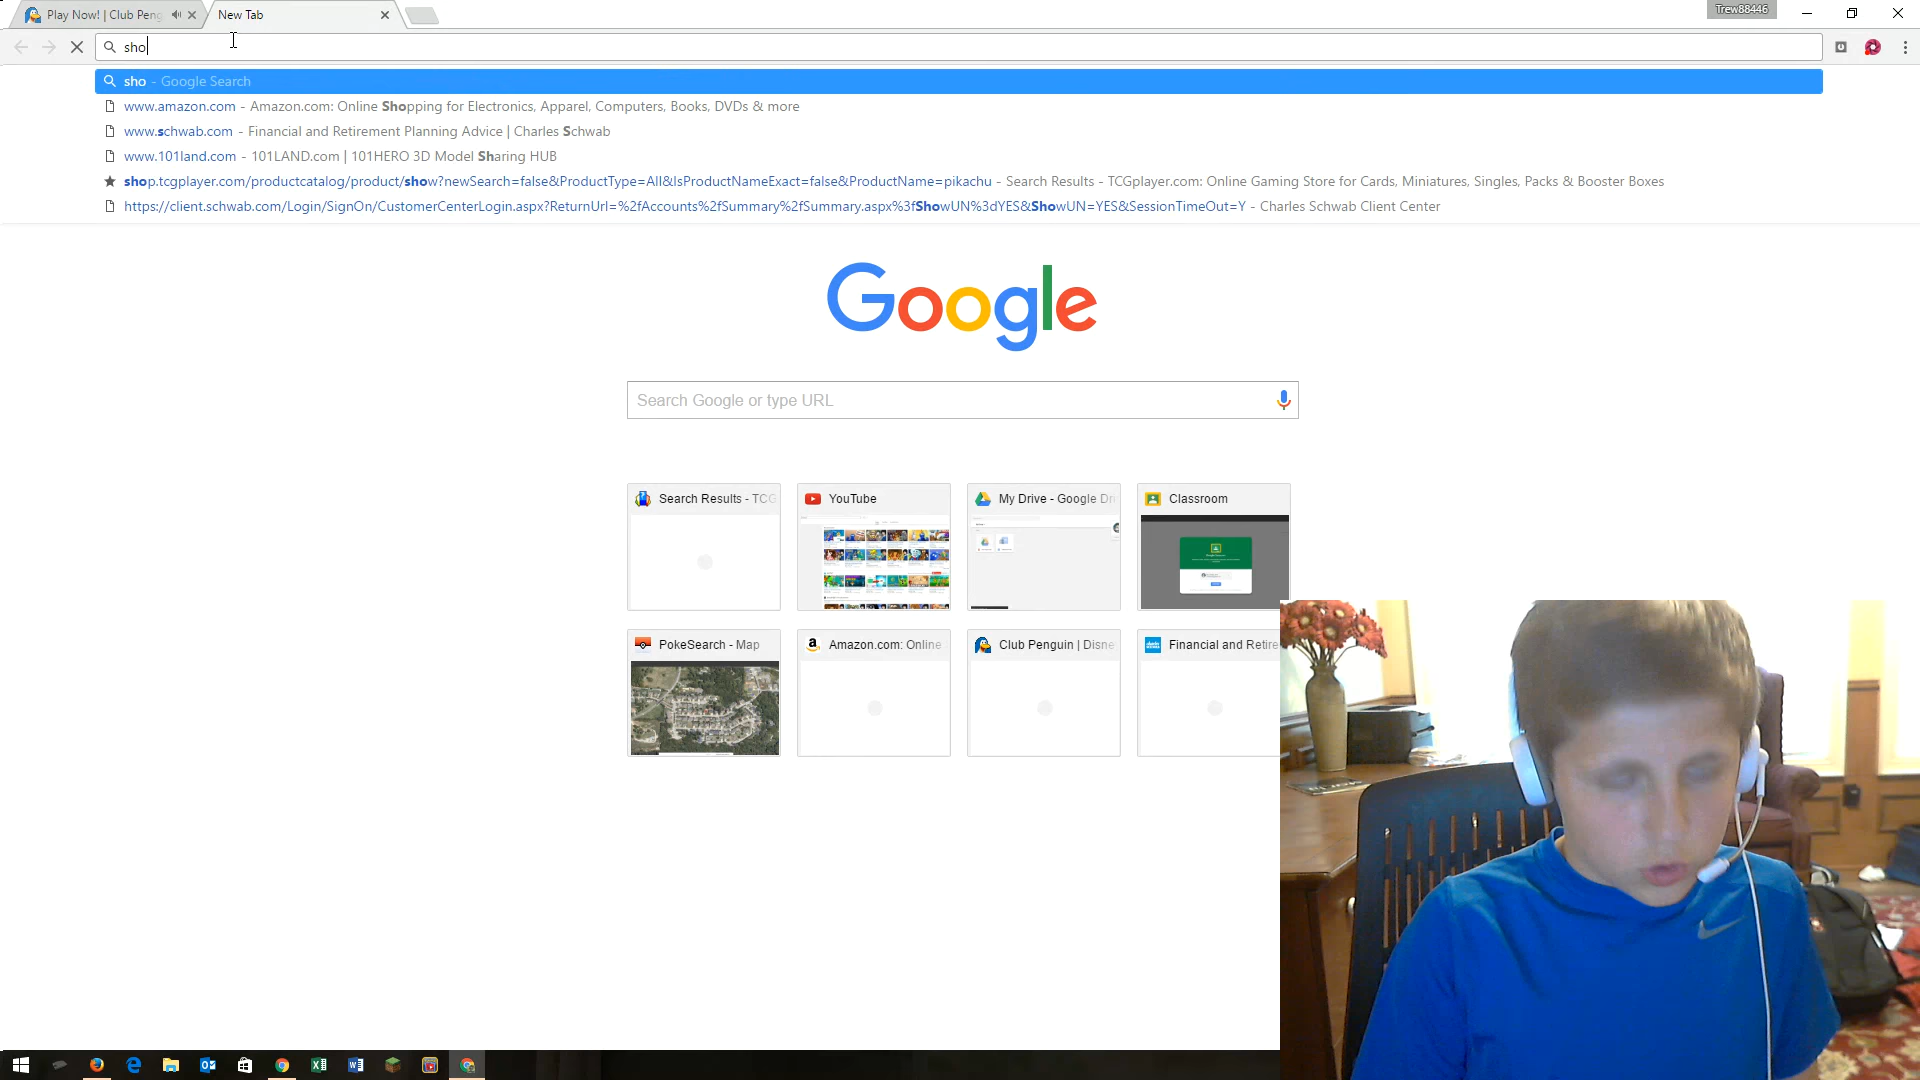 Play Now! | Club Peng
New Tab
Trew88446
sho
sho - Google Search
www.amazon.com - Amazon.com: Online Shopping for Electronics, Apparel, Computers, Books, DVDs & more
www.schwab.com - Financial and Retirement Planning Advice | Charles Schwab
www.101land.com - 101LAND.com | 101HERO 3D Model Sharing HUB
shop.tcgplayer.com/productcatalog/product/show?newSearch=false&ProductType=All&IsProductNameExact=false&ProductName=pikachu - Search Results - TCGplayer.com: Online Gaming Store for Cards, Miniatures, Singles, Packs & Booster Boxes
https://client.schwab.com/Login/SignOn/CustomerCenterLogin.aspx?ReturnUrl=%2fAccounts%2fSummary%2fSummary.aspx%3fShowUN%3dYES&ShowUN=YES&SessionTimeOut=Y - Charles Schwab Client Center
Google
Search Google or type URL
Search Results - TCG
YouTube
My Drive - Google Dri
Classroom
PokeSearch - Map
Amazon.com: Online
Club Penguin | Disne
Financial and Retire